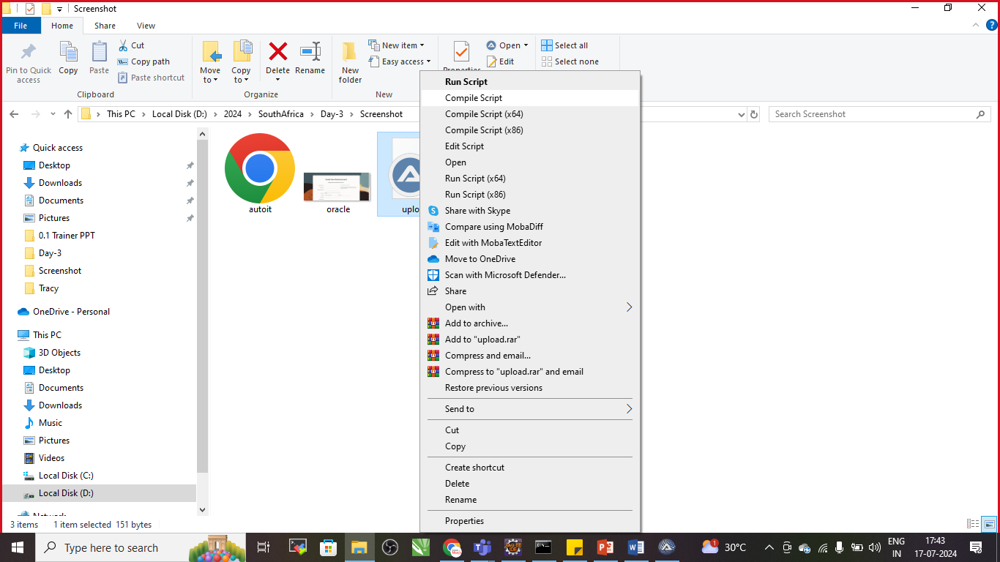 Screenshot
File Home Share View
Pin to Quick access
Copy
Paste
Cut
Copy path
Paste shortcut
Clipboard
Move to
Copy to
Delete
Rename
Organize
New folder
New item
Easy access
New
Properties
Open
Edit
Select all
Select none
This PC Local Disk (D:) 2024 SouthAfrica Day-3 Screenshot
Search Screenshot
Quick access
Desktop
Downloads
Documents
Pictures
0.1 Trainer PPT
Day-3
Screenshot
Tracy
OneDrive - Personal
This PC
3D Objects
Desktop
Documents
Downloads
Music
Pictures
Videos
Local Disk (C:)
Local Disk (D:)
Network
autoit
oracle
uplo
Run Script
Compile Script
Compile Script (x64)
Compile Script (x86)
Edit Script
Open
Run Script (x64)
Run Script (x86)
Share with Skype
Compare using MobaDiff
Edit with MobaTextEditor
Move to OneDrive
Scan with Microsoft Defender...
Share
Open with
Add to archive...
Add to "upload.rar"
Compress and email...
Compress to "upload.rar" and email
Restore previous versions
Send to
Cut
Copy
Create shortcut
Delete
Rename
Properties
3 items 1 item selected 151 bytes
Type here to search
30°C
ENG
IN
17:43
17-07-2024